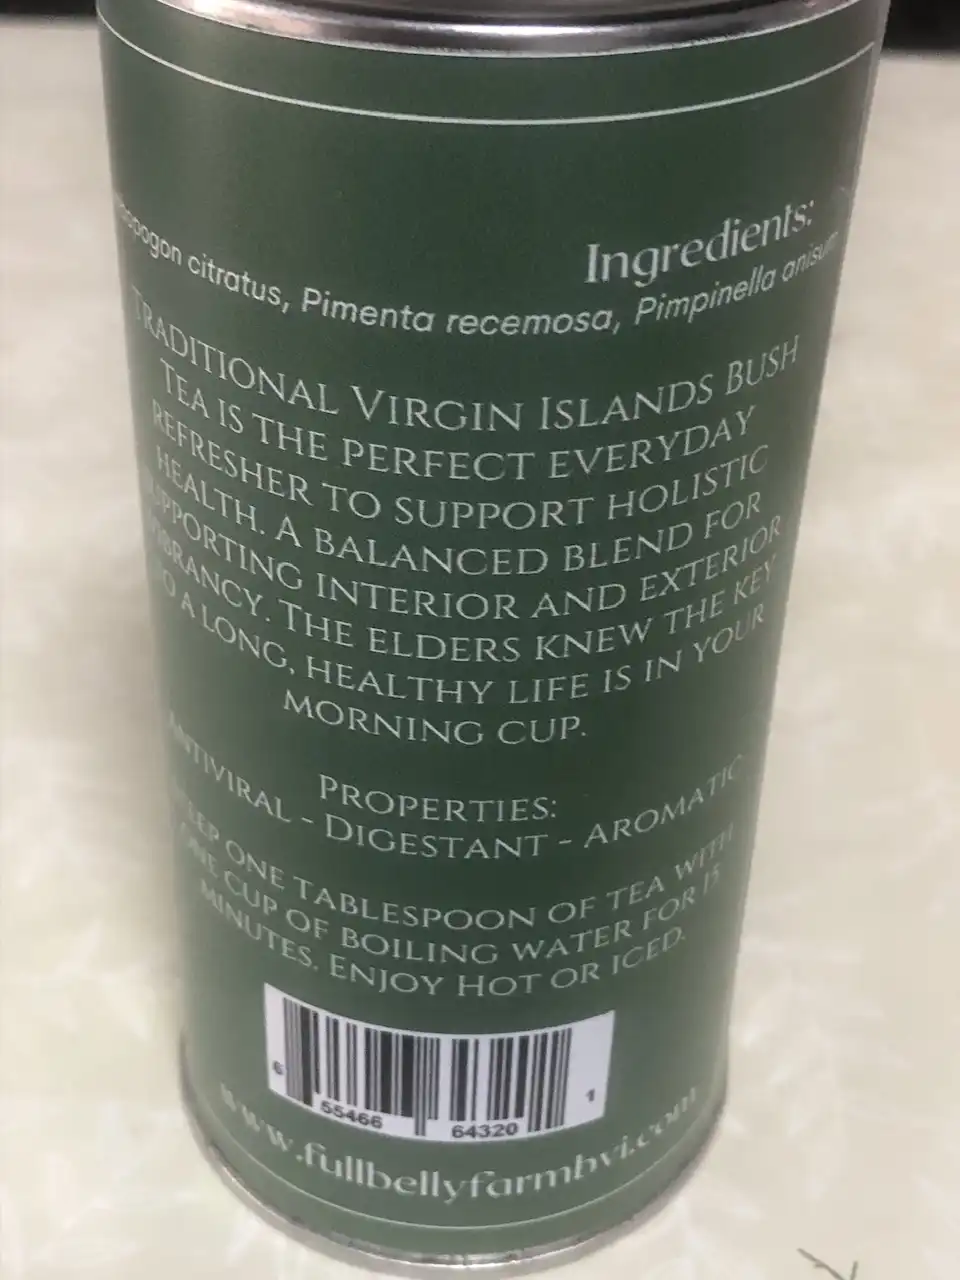 Ingredients:
citratus, Pimenta recemosa, Pimpinella anisum
TRADITIONAL VIRGIN ISLANDS BUSH
TEA IS THE PERFECT EVERYDAY
REFRESHER TO SUPPORT HOLISTIC
HEALTH. A BALANCED BLEND FOR
SUPPORTING INTERIOR AND EXTERIOR
VIBRANCY. THE ELDERS KNEW THE KEY
TO A LONG, HEALTHY LIFE IS IN YOUR
MORNING CUP.
PROPERTIES:
ANTIVIRAL - DIGESTANT - AROMATIC
STEEP ONE TABLESPOON OF TEA WITH
ONE CUP OF BOILING WATER FOR 15
MINUTES. ENJOY HOT OR ICED.
6 55466 64320 1
www.fullbellyfarmbvi.com